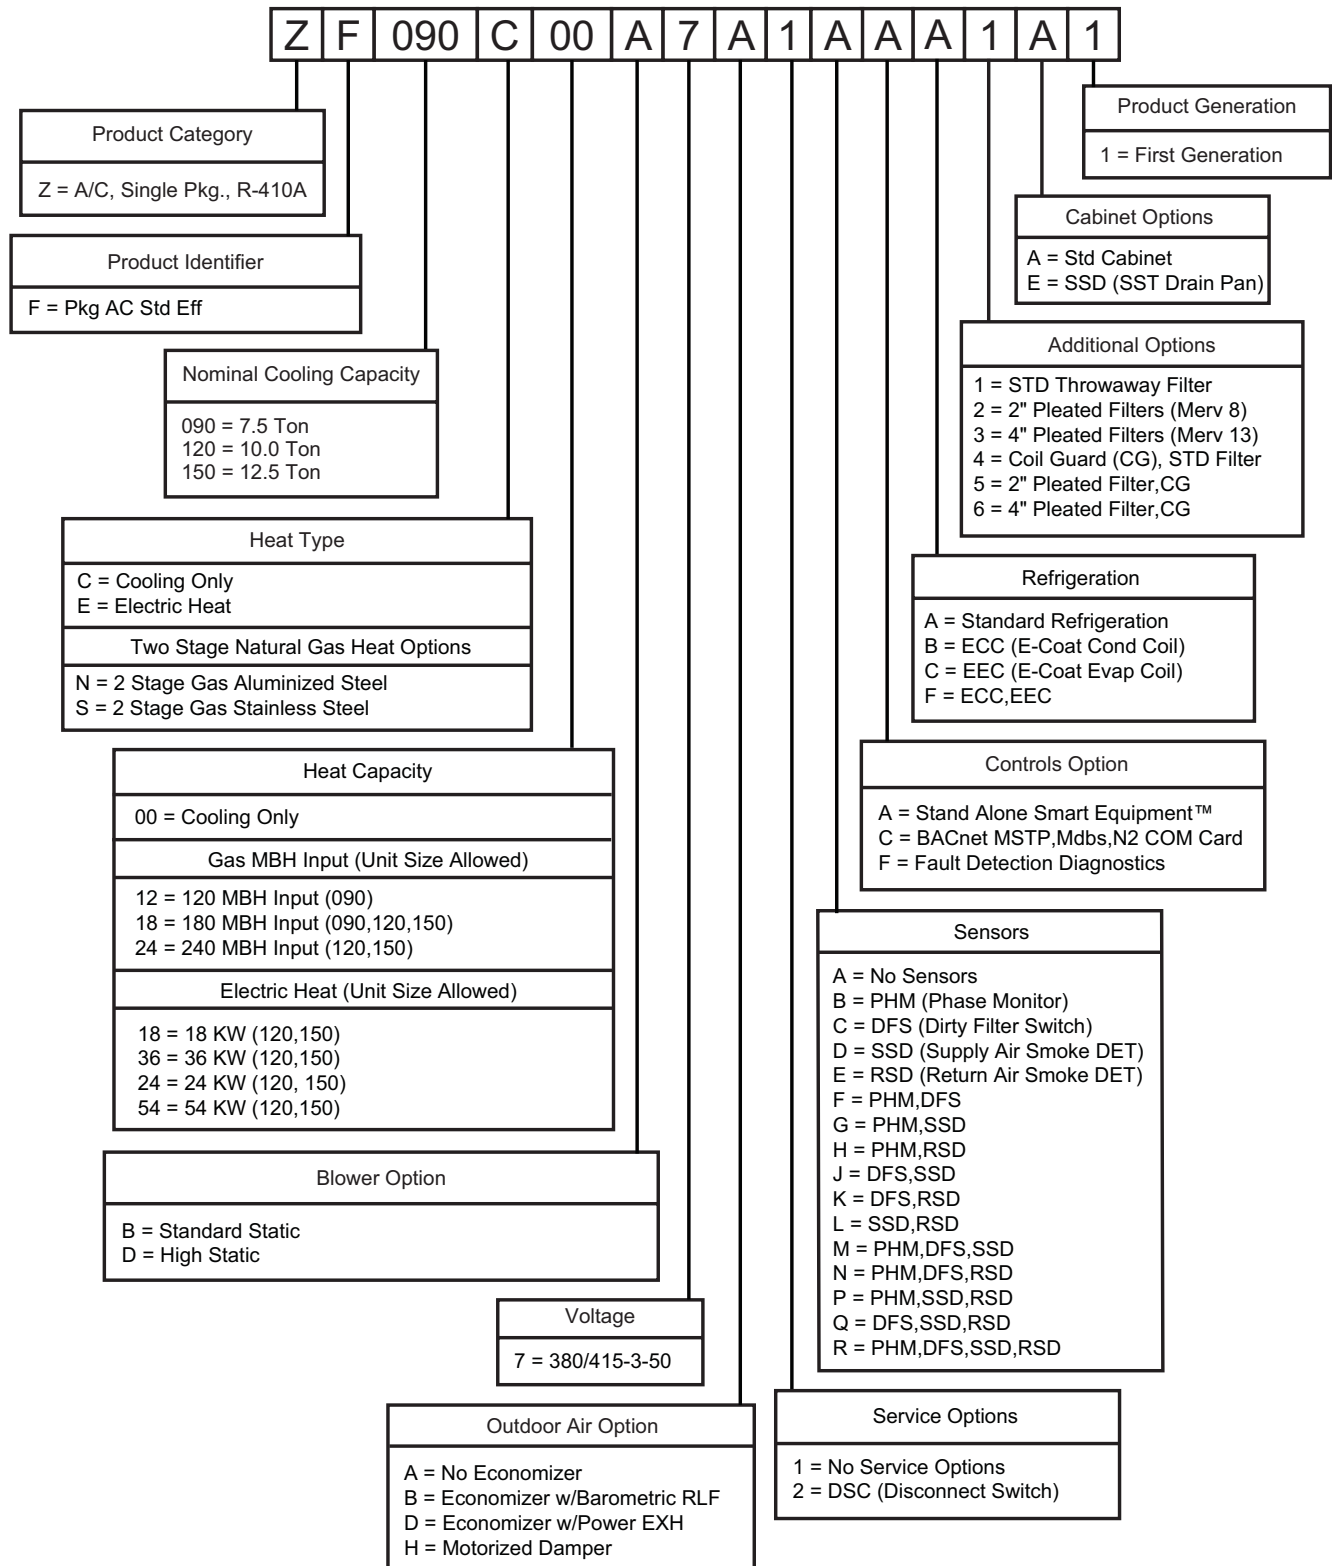 Z F 090 C 00 A 7 A 1 A A A 1 A 1
Product Category
Z = A/C, Single Pkg., R-410A
Product Identifier
F = Pkg AC Std Eff
Nominal Cooling Capacity
090 = 7.5 Ton
120 = 10.0 Ton
150 = 12.5 Ton
Heat Type
C = Cooling Only
E = Electric Heat
Two Stage Natural Gas Heat Options
N = 2 Stage Gas Aluminized Steel
S = 2 Stage Gas Stainless Steel
Heat Capacity
00 = Cooling Only
Gas MBH Input (Unit Size Allowed)
12 = 120 MBH Input (090)
18 = 180 MBH Input (090,120,150)
24 = 240 MBH Input (120,150)
Electric Heat (Unit Size Allowed)
18 = 18 KW (120,150)
36 = 36 KW (120,150)
24 = 24 KW (120, 150)
54 = 54 KW (120,150)
Blower Option
B = Standard Static
D = High Static
Voltage
7 = 380/415-3-50
Outdoor Air Option
A = No Economizer
B = Economizer w/Barometric RLF
D = Economizer w/Power EXH
H = Motorized Damper
Service Options
1 = No Service Options
2 = DSC (Disconnect Switch)
Sensors
A = No Sensors
B = PHM (Phase Monitor)
C = DFS (Dirty Filter Switch)
D = SSD (Supply Air Smoke DET)
E = RSD (Return Air Smoke DET)
F = PHM,DFS
G = PHM,SSD
H = PHM,RSD
J = DFS,SSD
K = DFS,RSD
L = SSD,RSD
M = PHM,DFS,SSD
N = PHM,DFS,RSD
P = PHM,SSD,RSD
Q = DFS,SSD,RSD
R = PHM,DFS,SSD,RSD
Controls Option
A = Stand Alone Smart Equipment™
C = BACnet MSTP,Mdbs,N2 COM Card
F = Fault Detection Diagnostics
Refrigeration
A = Standard Refrigeration
B = ECC (E-Coat Cond Coil)
C = EEC (E-Coat Evap Coil)
F = ECC,EEC
Additional Options
1 = STD Throwaway Filter
2 = 2" Pleated Filters (Merv 8)
3 = 4" Pleated Filters (Merv 13)
4 = Coil Guard (CG), STD Filter
5 = 2" Pleated Filter,CG
6 = 4" Pleated Filter,CG
Cabinet Options
A = Std Cabinet
E = SSD (SST Drain Pan)
Product Generation
1 = First Generation